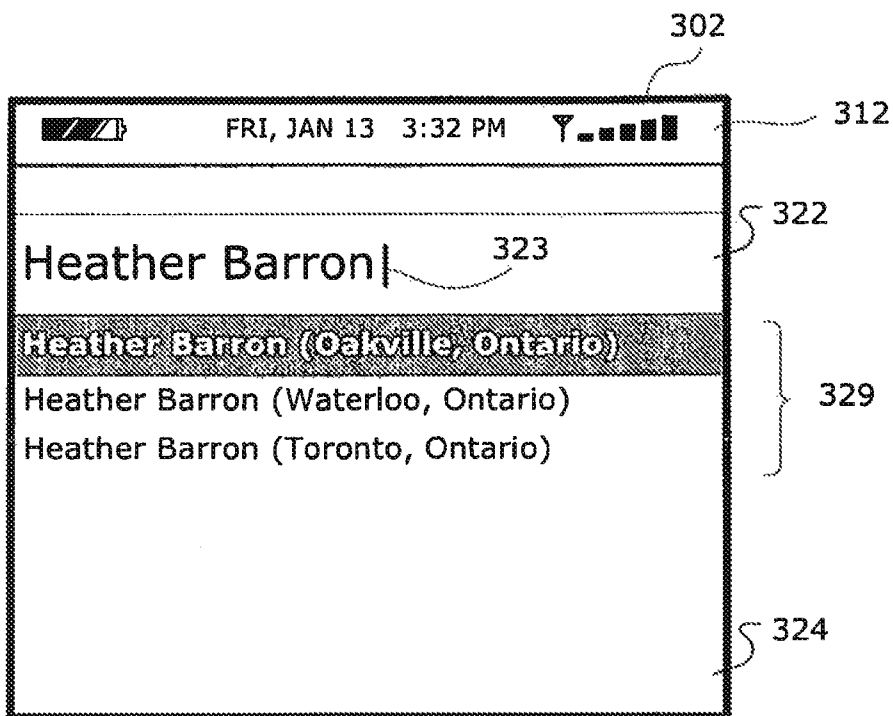 302
FRI, JAN 13 3:32 PM
312
322
Heather Barron
323
Heather Barron (Oakville, Ontario)
Heather Barron (Waterloo, Ontario)
329
Heather Barron (Toronto, Ontario)
324